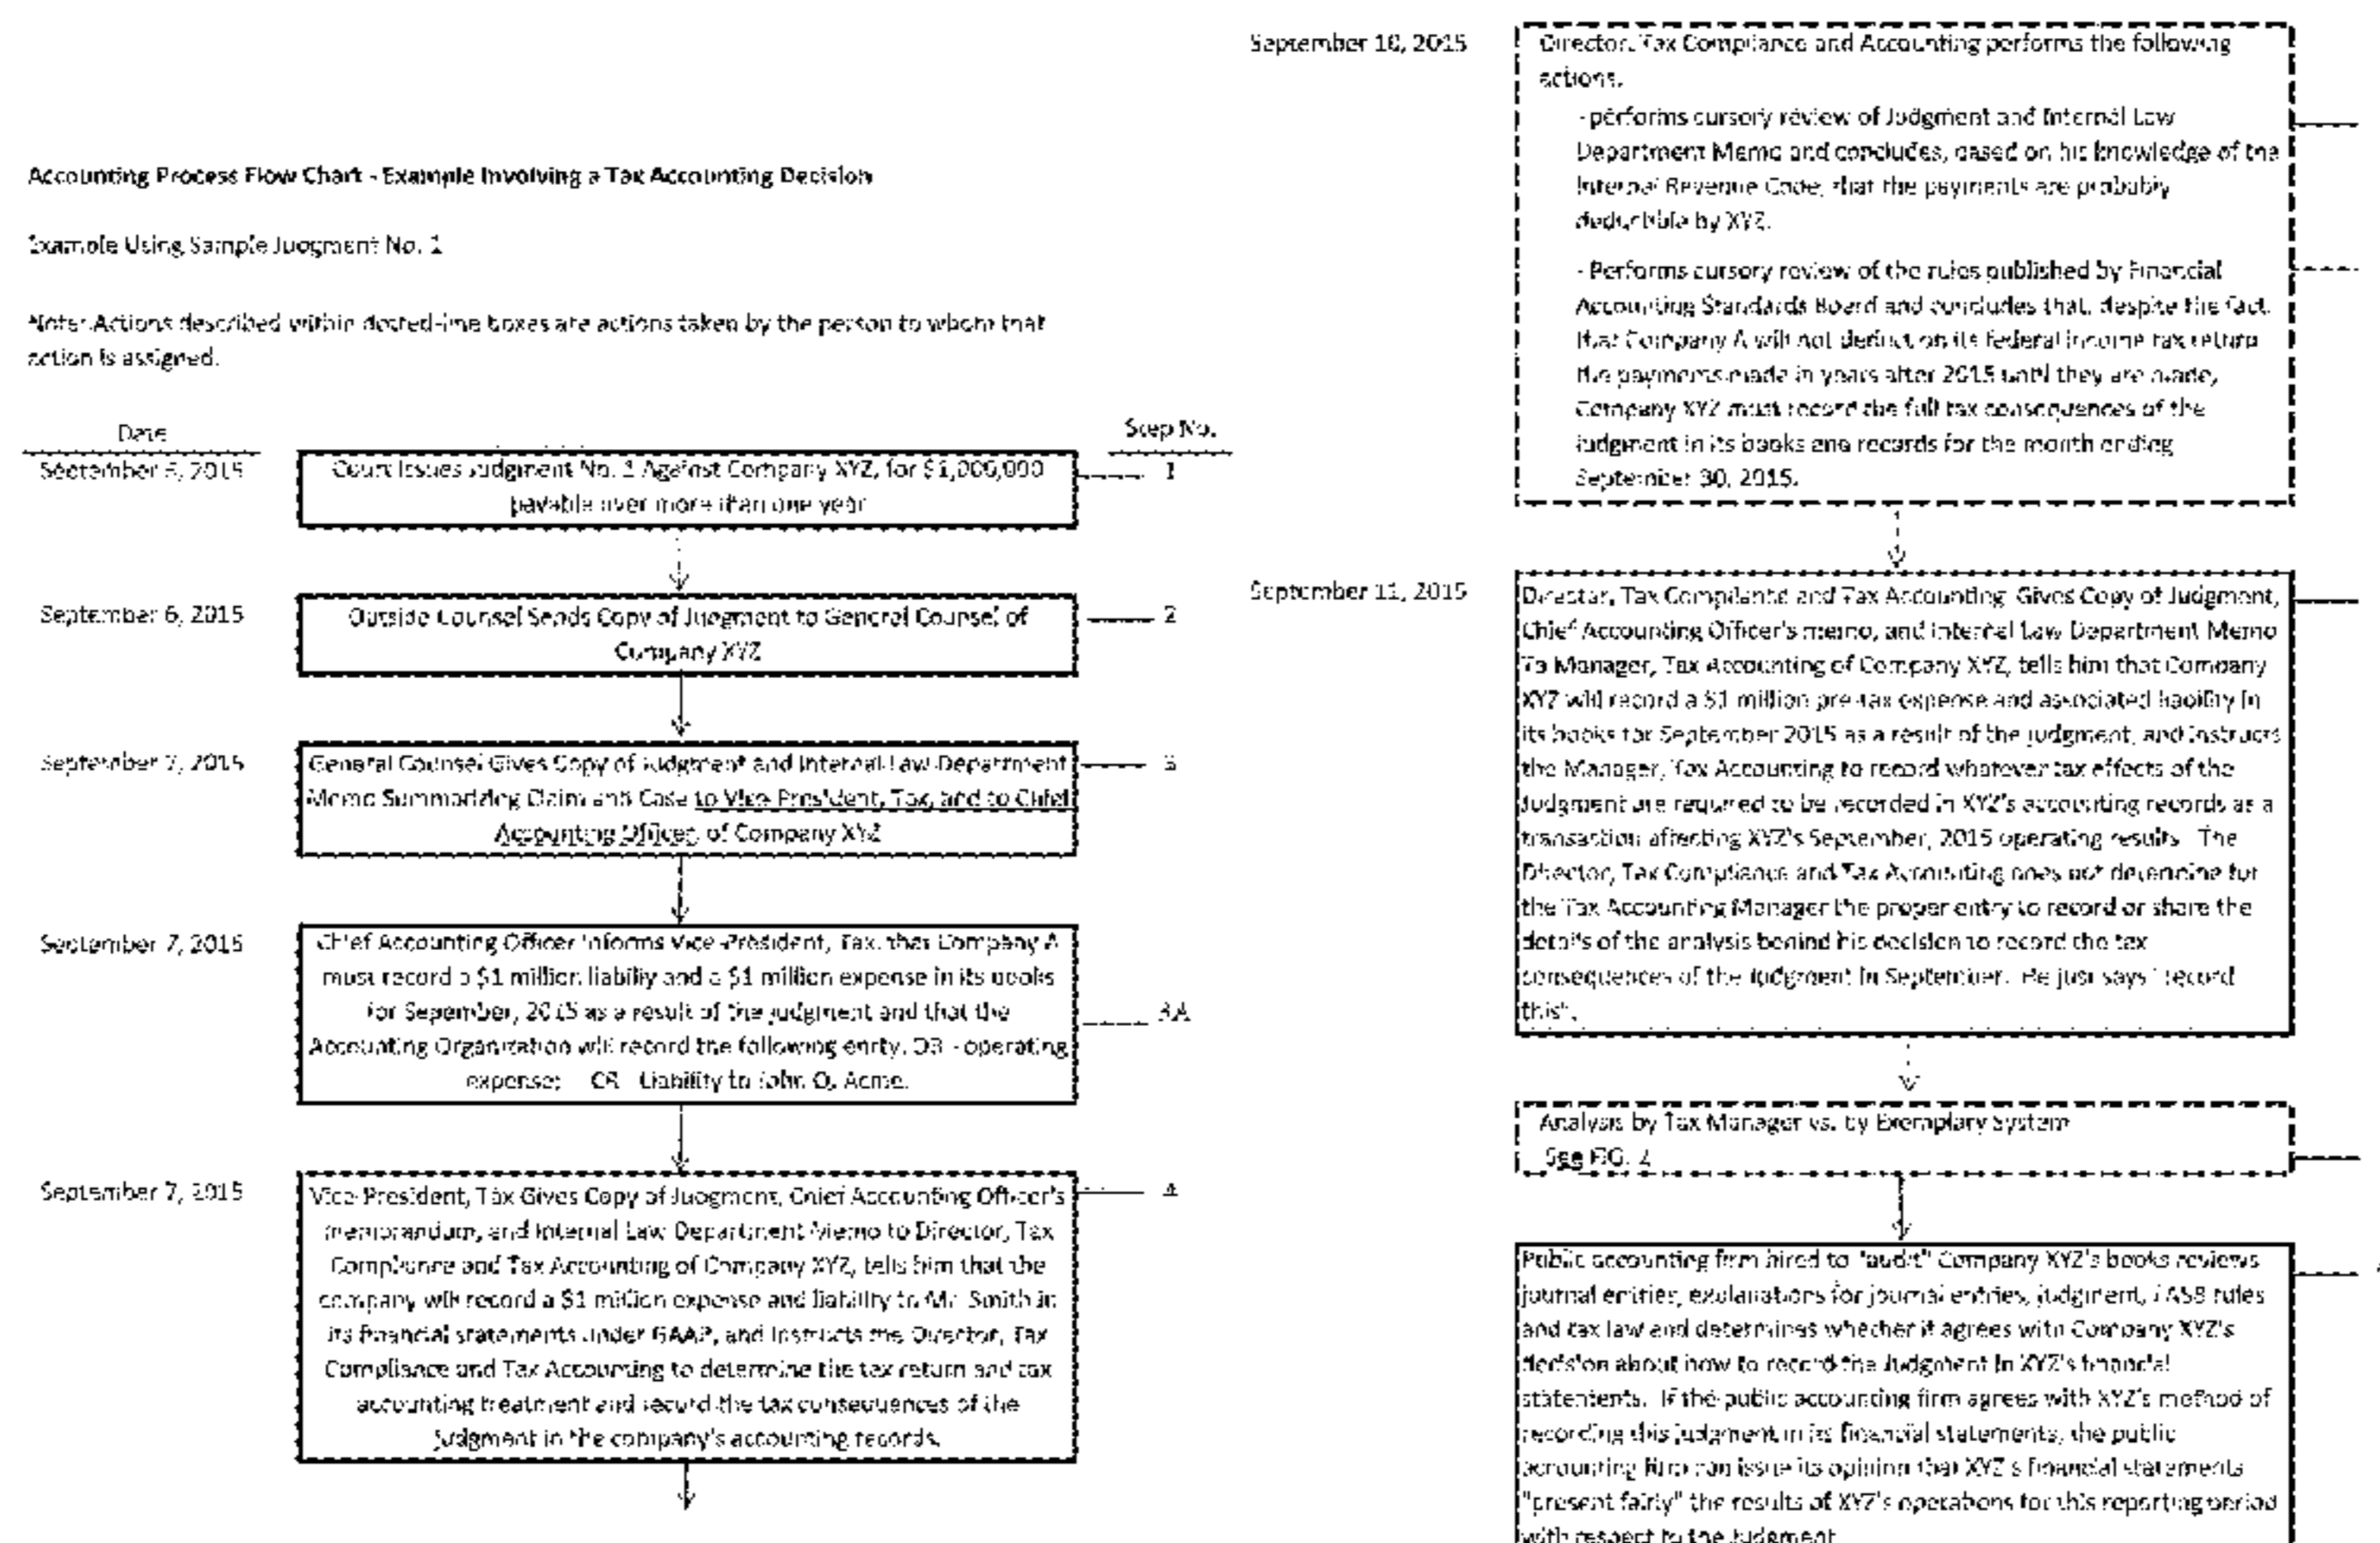 Accounting Process Flow Chart - Example Involving a Tax Accounting Decision
Example Using Sample Judgment No. 1
Note: Actions described within dotted-line boxes are actions taken by the person to whom that
action is assigned.
Date
Step No.
September 5, 2015
Court Issues Judgment No. 1 Against Company XYZ, for $1,000,000
payable over more than one year
1
September 6, 2015
Outside Counsel Sends Copy of Judgment to General Counsel of
Company XYZ
2
September 7, 2015
General Counsel Gives Copy of Judgment and Internal Law Department
Memo Summarizing Claim and Case to Vice-President, Tax, and to Chief
Accounting Officer, of Company XYZ
3
September 7, 2015
Chief Accounting Officer informs Vice-President, Tax, that Company A
must record a $1 million liabiliy and a $1 million expense in its books
for Sepember, 2015 as a result of the judgment and that the
Accounting Organization will record the following enrty. DR - operating
expense; CR - Liability to John Q. Acme.
3A
September 7, 2015
Vice-President, Tax Gives Copy of Judgment, Chief Accounting Officer's
memorandum, and Internal Law Department Memo to Director, Tax
Compliance and Tax Accounting of Company XYZ, tells him that the
company will record a $1 million expense and liability to Mr. Smith in
its financial statements under GAAP, and instructs the Director, Tax
Compliance and Tax Accounting to determine the tax return and tax
accounting treatment and record the tax consequences of the
judgment in the company's accounting records.
4
September 10, 2015
Director, Tax Compliance and Accounting performs the following
actions.
- performs cursory review of Judgment and Internal Law
Department Memo and concludes, based on his knowledge of the
Internal Revenue Code, that the payments are probably
deductible by XYZ.
- Performs cursory review of the rules published by Financial
Accounting Standards Board and concludes that, despite the fact
that Company A will not deduct on its federal income tax return
the payments made in years after 2015 until they are made,
Company XYZ must record the full tax consequences of the
judgment in its books and records for the month ending
September 30, 2015.
September 11, 2015
Director, Tax Compliance and Tax Accounting Gives Copy of Judgment,
Chief Accounting Officer's memo, and Internal Law Department Memo
To Manager, Tax Accounting of Company XYZ, tells him that Company
XYZ will record a $1 million pre-tax expense and associated liability in
its books for September 2015 as a result of the judgment, and instructs
the Manager, Tax Accounting to record whatever tax effects of the
Judgment are required to be recorded in XYZ's accounting records as a
transaction affecting XYZ's September, 2015 operating results. The
Director, Tax Compliance and Tax Accounting does not determine for
the Tax Accounting Manager the proper entry to record or share the
details of the analysis behind his decision to record the tax
consequences of the Judgment in September. He just says "record
this".
Analysis by Tax Manager vs. by Exemplary System
See FIG. 2
Public accounting firm hired to "audit" Company XYZ's books reviews
journal entries, explanations for journal entries, judgment, FASB rules
and tax law and determines whether it agrees with Company XYZ's
decision about how to record the Judgment in XYZ's financial
statements. If the public accounting firm agrees with XYZ's method of
recording this judgment in its financial statements, the public
accounting firm can issue its opinion that XYZ's financial statements
"present fairly" the results of XYZ's operations for this reporting period
with respect to the Judgment